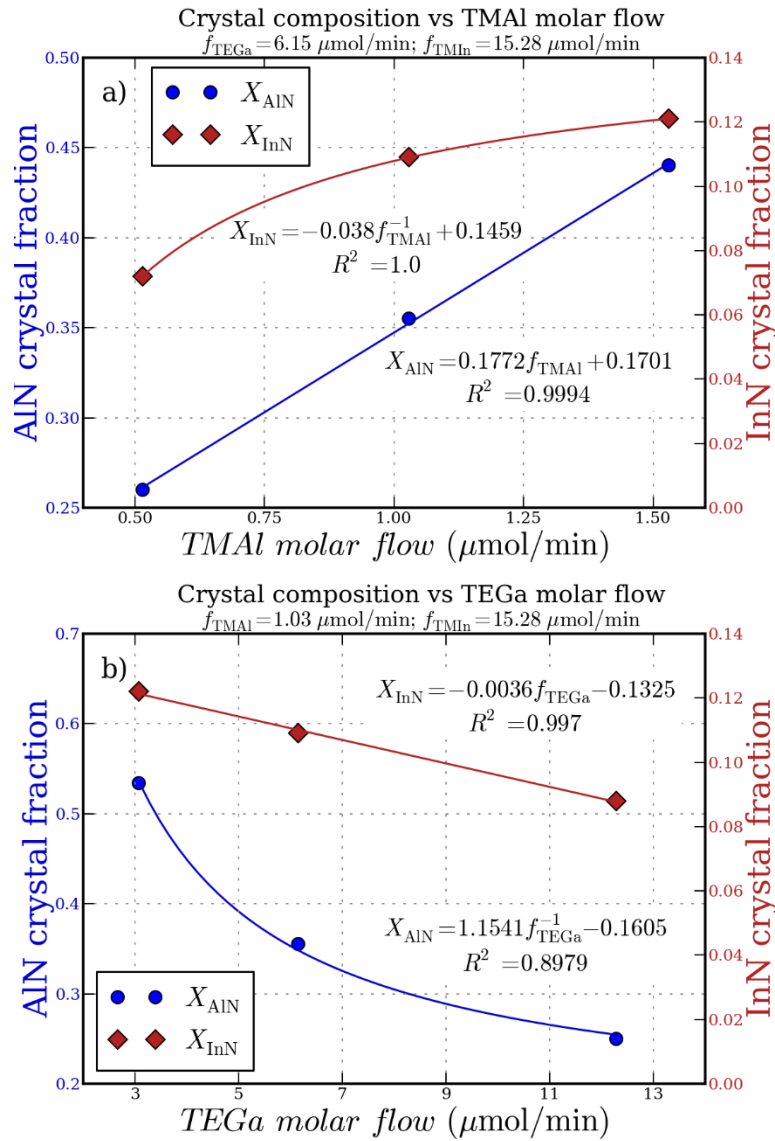 Crystal composition vs TMAl molar flow
f_TEGa = 6.15 μmol/min; f_TMIn = 15.28 μmol/min
a)
X_AlN
X_InN
X_InN = −0.038 f_TMAl^−1 + 0.1459
R² = 1.0
X_AlN = 0.1772 f_TMAl + 0.1701
R² = 0.9994
AlN crystal fraction
0.50
0.45
0.40
0.35
0.30
0.25
InN crystal fraction
0.14
0.12
0.10
0.08
0.06
0.04
0.02
0.00
0.50 0.75 1.00 1.25 1.50
TMAl molar flow (μmol/min)
Crystal composition vs TEGa molar flow
f_TMAl = 1.03 μmol/min; f_TMIn = 15.28 μmol/min
b)
X_InN = −0.0036 f_TEGa − 0.1325
R² = 0.997
X_AlN = 1.1541 f_TEGa^−1 − 0.1605
R² = 0.8979
X_AlN
X_InN
AlN crystal fraction
0.7
0.6
0.5
0.4
0.3
0.2
InN crystal fraction
0.14
0.12
0.10
0.08
0.06
0.04
0.02
0.00
3 5 7 9 11 13
TEGa molar flow (μmol/min)